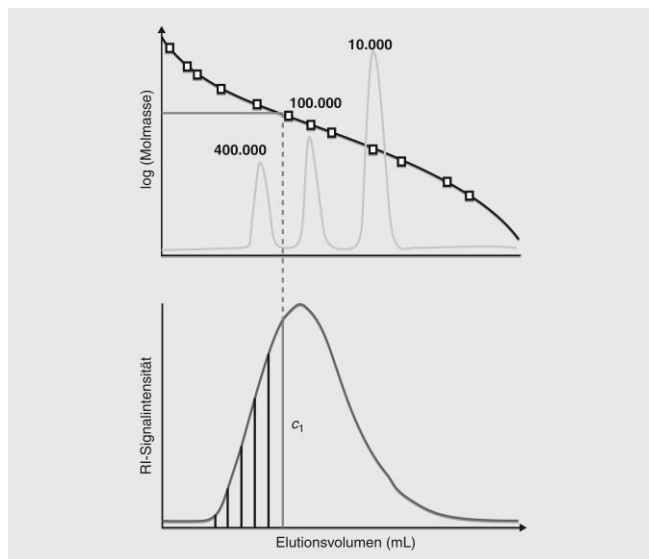 10.000
100.000
400.000
log (Molmasse)
RI-Signalintensität
c1
Elutionsvolumen (mL)